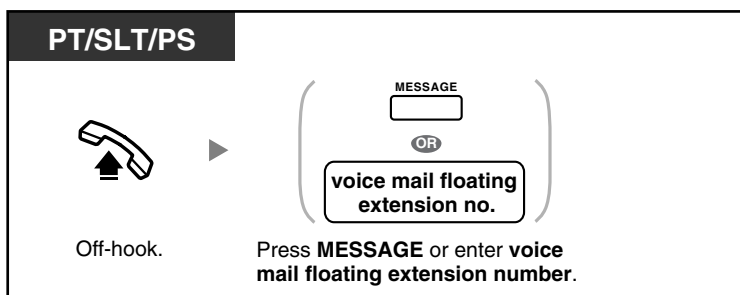 PT/SLT/PS
MESSAGE
OR
voice mail floating
extension no.
Off-hook.
Press MESSAGE or enter voice
mail floating extension number.